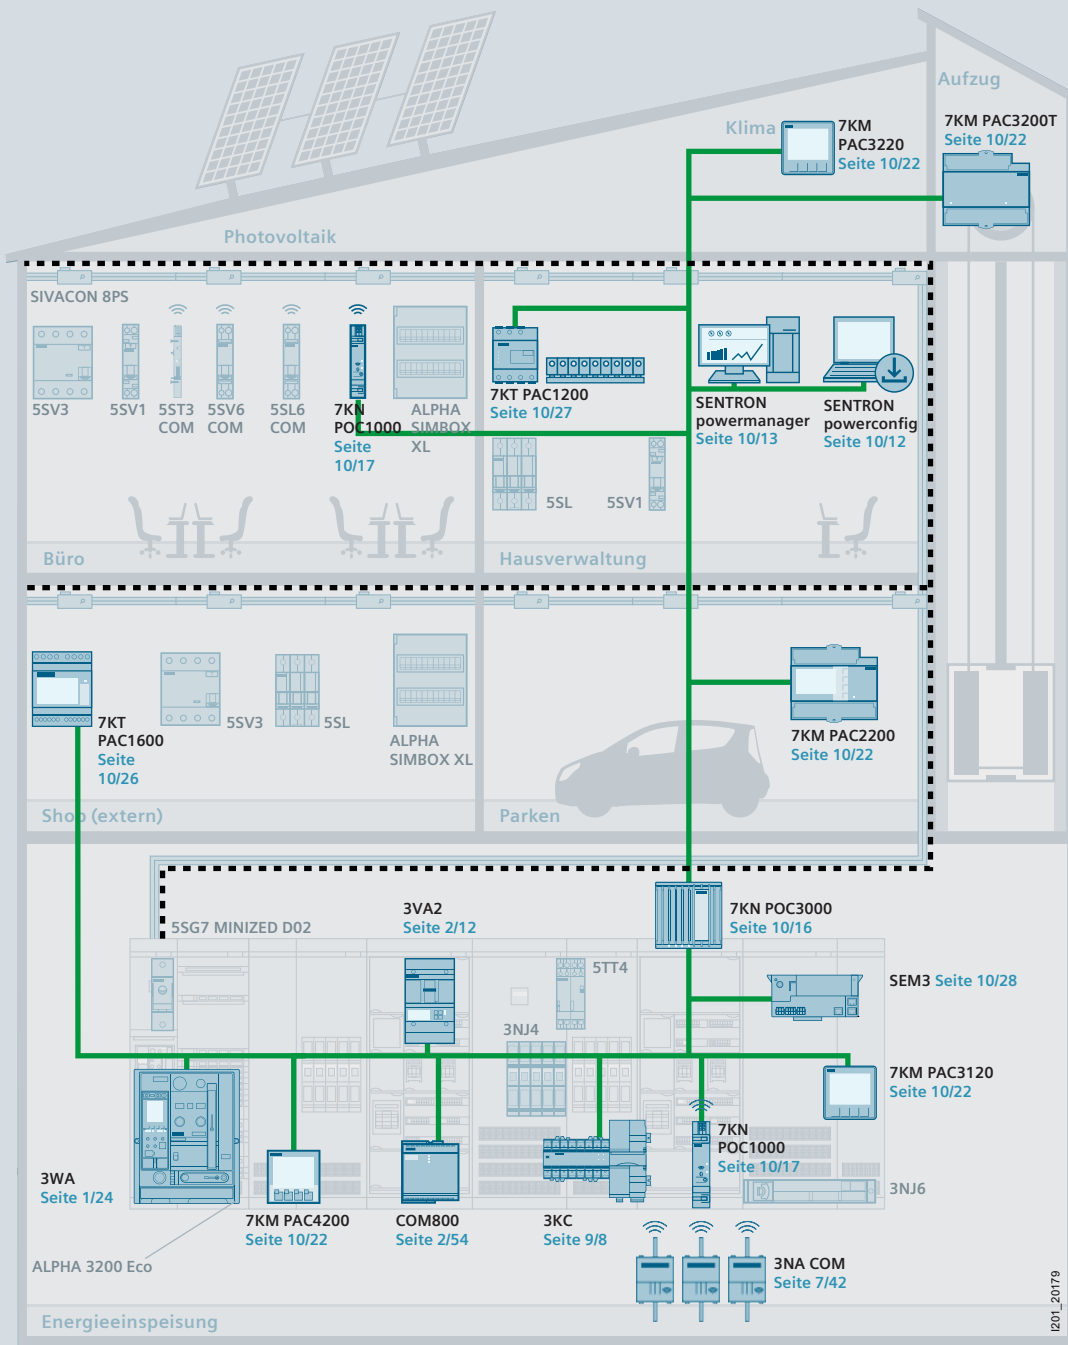 Aufzug
Klima
7KM
PAC3220
Seite 10/22
7KM PAC3200T
Seite 10/22
Photovoltaik
SIVACON 8PS
5SV3
5SV1
5ST3
COM
5SV6
COM
5SL6
COM
7KN
POC1000
Seite
10/17
ALPHA
SIMBOX
XL
7KT PAC1200
Seite 10/27
SENTRON
powermanager
Seite 10/13
SENTRON
powerconfig
Seite 10/12
5SL
5SV1
Büro
Hausverwaltung
7KT
PAC1600
Seite
10/26
5SV3
5SL
ALPHA
SIMBOX XL
7KM PAC2200
Seite 10/22
Shop (extern)
Parken
5SG7 MINIZED D02
3VA2
Seite 2/12
7KN POC3000
Seite 10/16
5TT4
SEM3 Seite 10/28
3NJ4
7KM PAC3120
Seite 10/22
7KN
POC1000
Seite 10/17
3WA
Seite 1/24
3NJ6
7KM PAC4200
Seite 10/22
COM800
Seite 2/54
3KC
Seite 9/8
ALPHA 3200 Eco
3NA COM
Seite 7/42
Energieeinspeisung
I201_20179